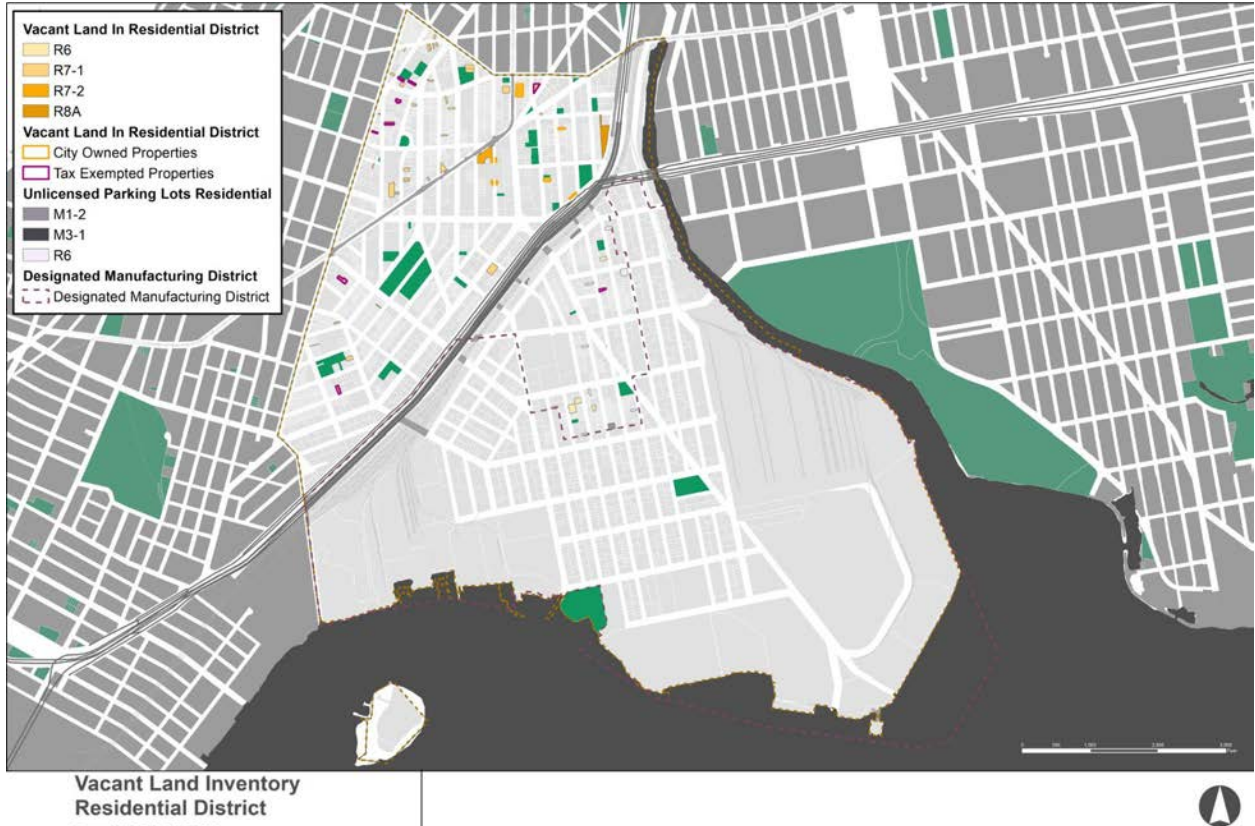 Vacant Land In Residential District
R6
R7-1
R7-2
R8A
Vacant Land In Residential District
City Owned Properties
Tax Exempted Properties
Unlicensed Parking Lots Residential
M1-2
M3-1
R6
Designated Manufacturing District
Designated Manufacturing District
Vacant Land Inventory
Residential District